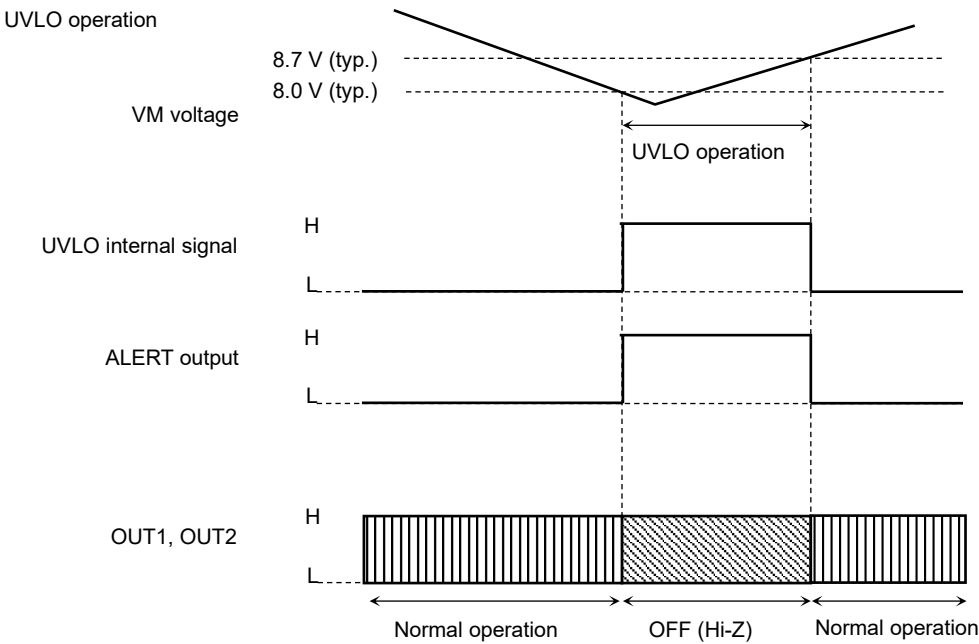 UVLO operation
8.7 V (typ.)
8.0 V (typ.)
VM voltage
UVLO operation
UVLO internal signal
H
L
ALERT output
H
L
OUT1, OUT2
H
L
Normal operation
OFF (Hi-Z)
Normal operation